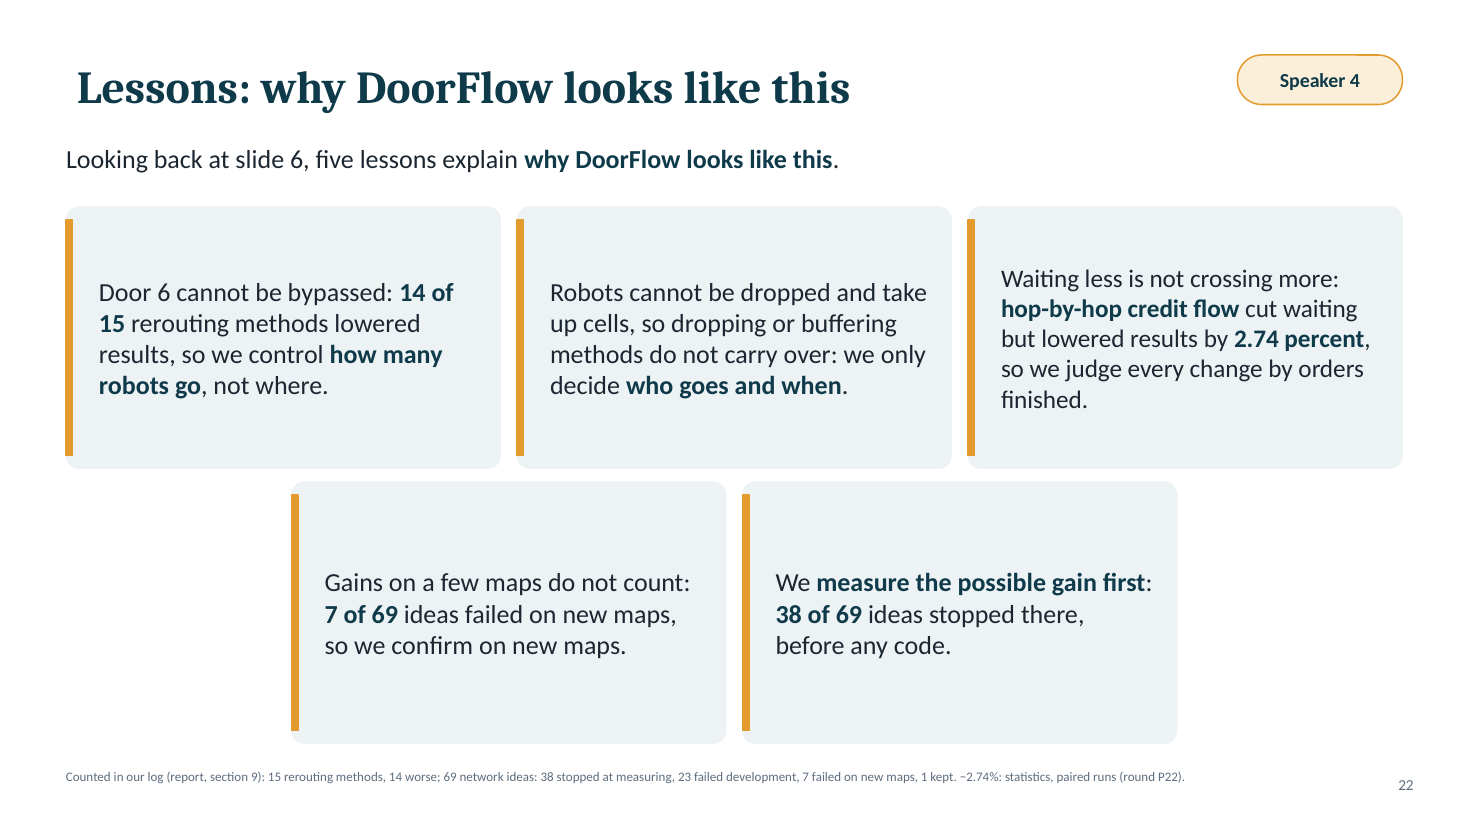 Lessons: why DoorFlow looks like this
Speaker 4
Looking back at slide 6, five lessons explain why DoorFlow looks like this.
Door 6 cannot be bypassed: 14 of
15 rerouting methods lowered
results, so we control how many
robots go, not where.
Robots cannot be dropped and take
up cells, so dropping or buffering
methods do not carry over: we only
decide who goes and when.
Waiting less is not crossing more:
hop-by-hop credit flow cut waiting
but lowered results by 2.74 percent,
so we judge every change by orders
finished.
Gains on a few maps do not count:
7 of 69 ideas failed on new maps,
so we confirm on new maps.
We measure the possible gain first:
38 of 69 ideas stopped there,
before any code.
Counted in our log (report, section 9): 15 rerouting methods, 14 worse; 69 network ideas: 38 stopped at measuring, 23 failed development, 7 failed on new maps, 1 kept. −2.74%: statistics, paired runs (round P22).
22